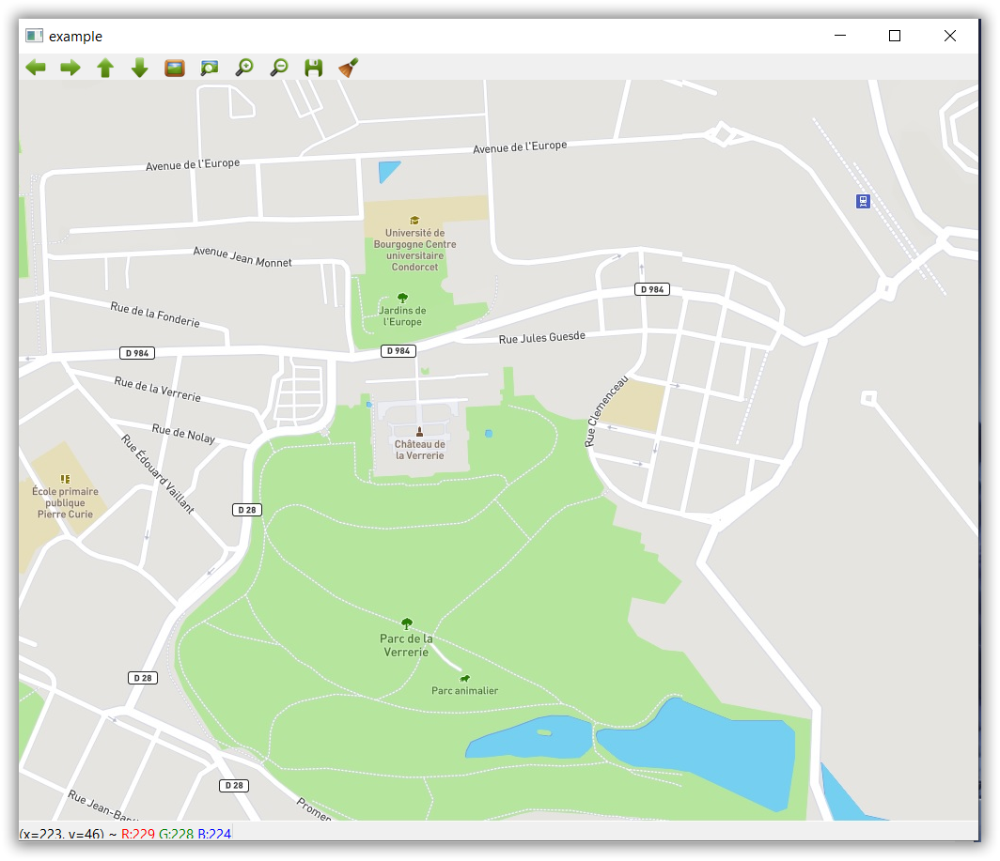 example
Avenue de l'Europe
Avenue de l'Europe
Université de
Bourgogne Centre
universitaire
Condorcet
Avenue Jean Monnet
D 984
Jardins de
l'Europe
Rue de la Fonderie
Rue Jules Guesde
D 984
D 984
Rue de la Verrerie
Rue Clemenceau
Rue de Nolay
Château de
la Verrerie
Rue Édouard Vaillant
École primaire
publique
Pierre Curie
D 28
Parc de la
Verrerie
D 28
Parc animalier
D 28
Rue Jean-Bapti
Promen
(x=223, y=46) ~ R:229 G:228 B:224